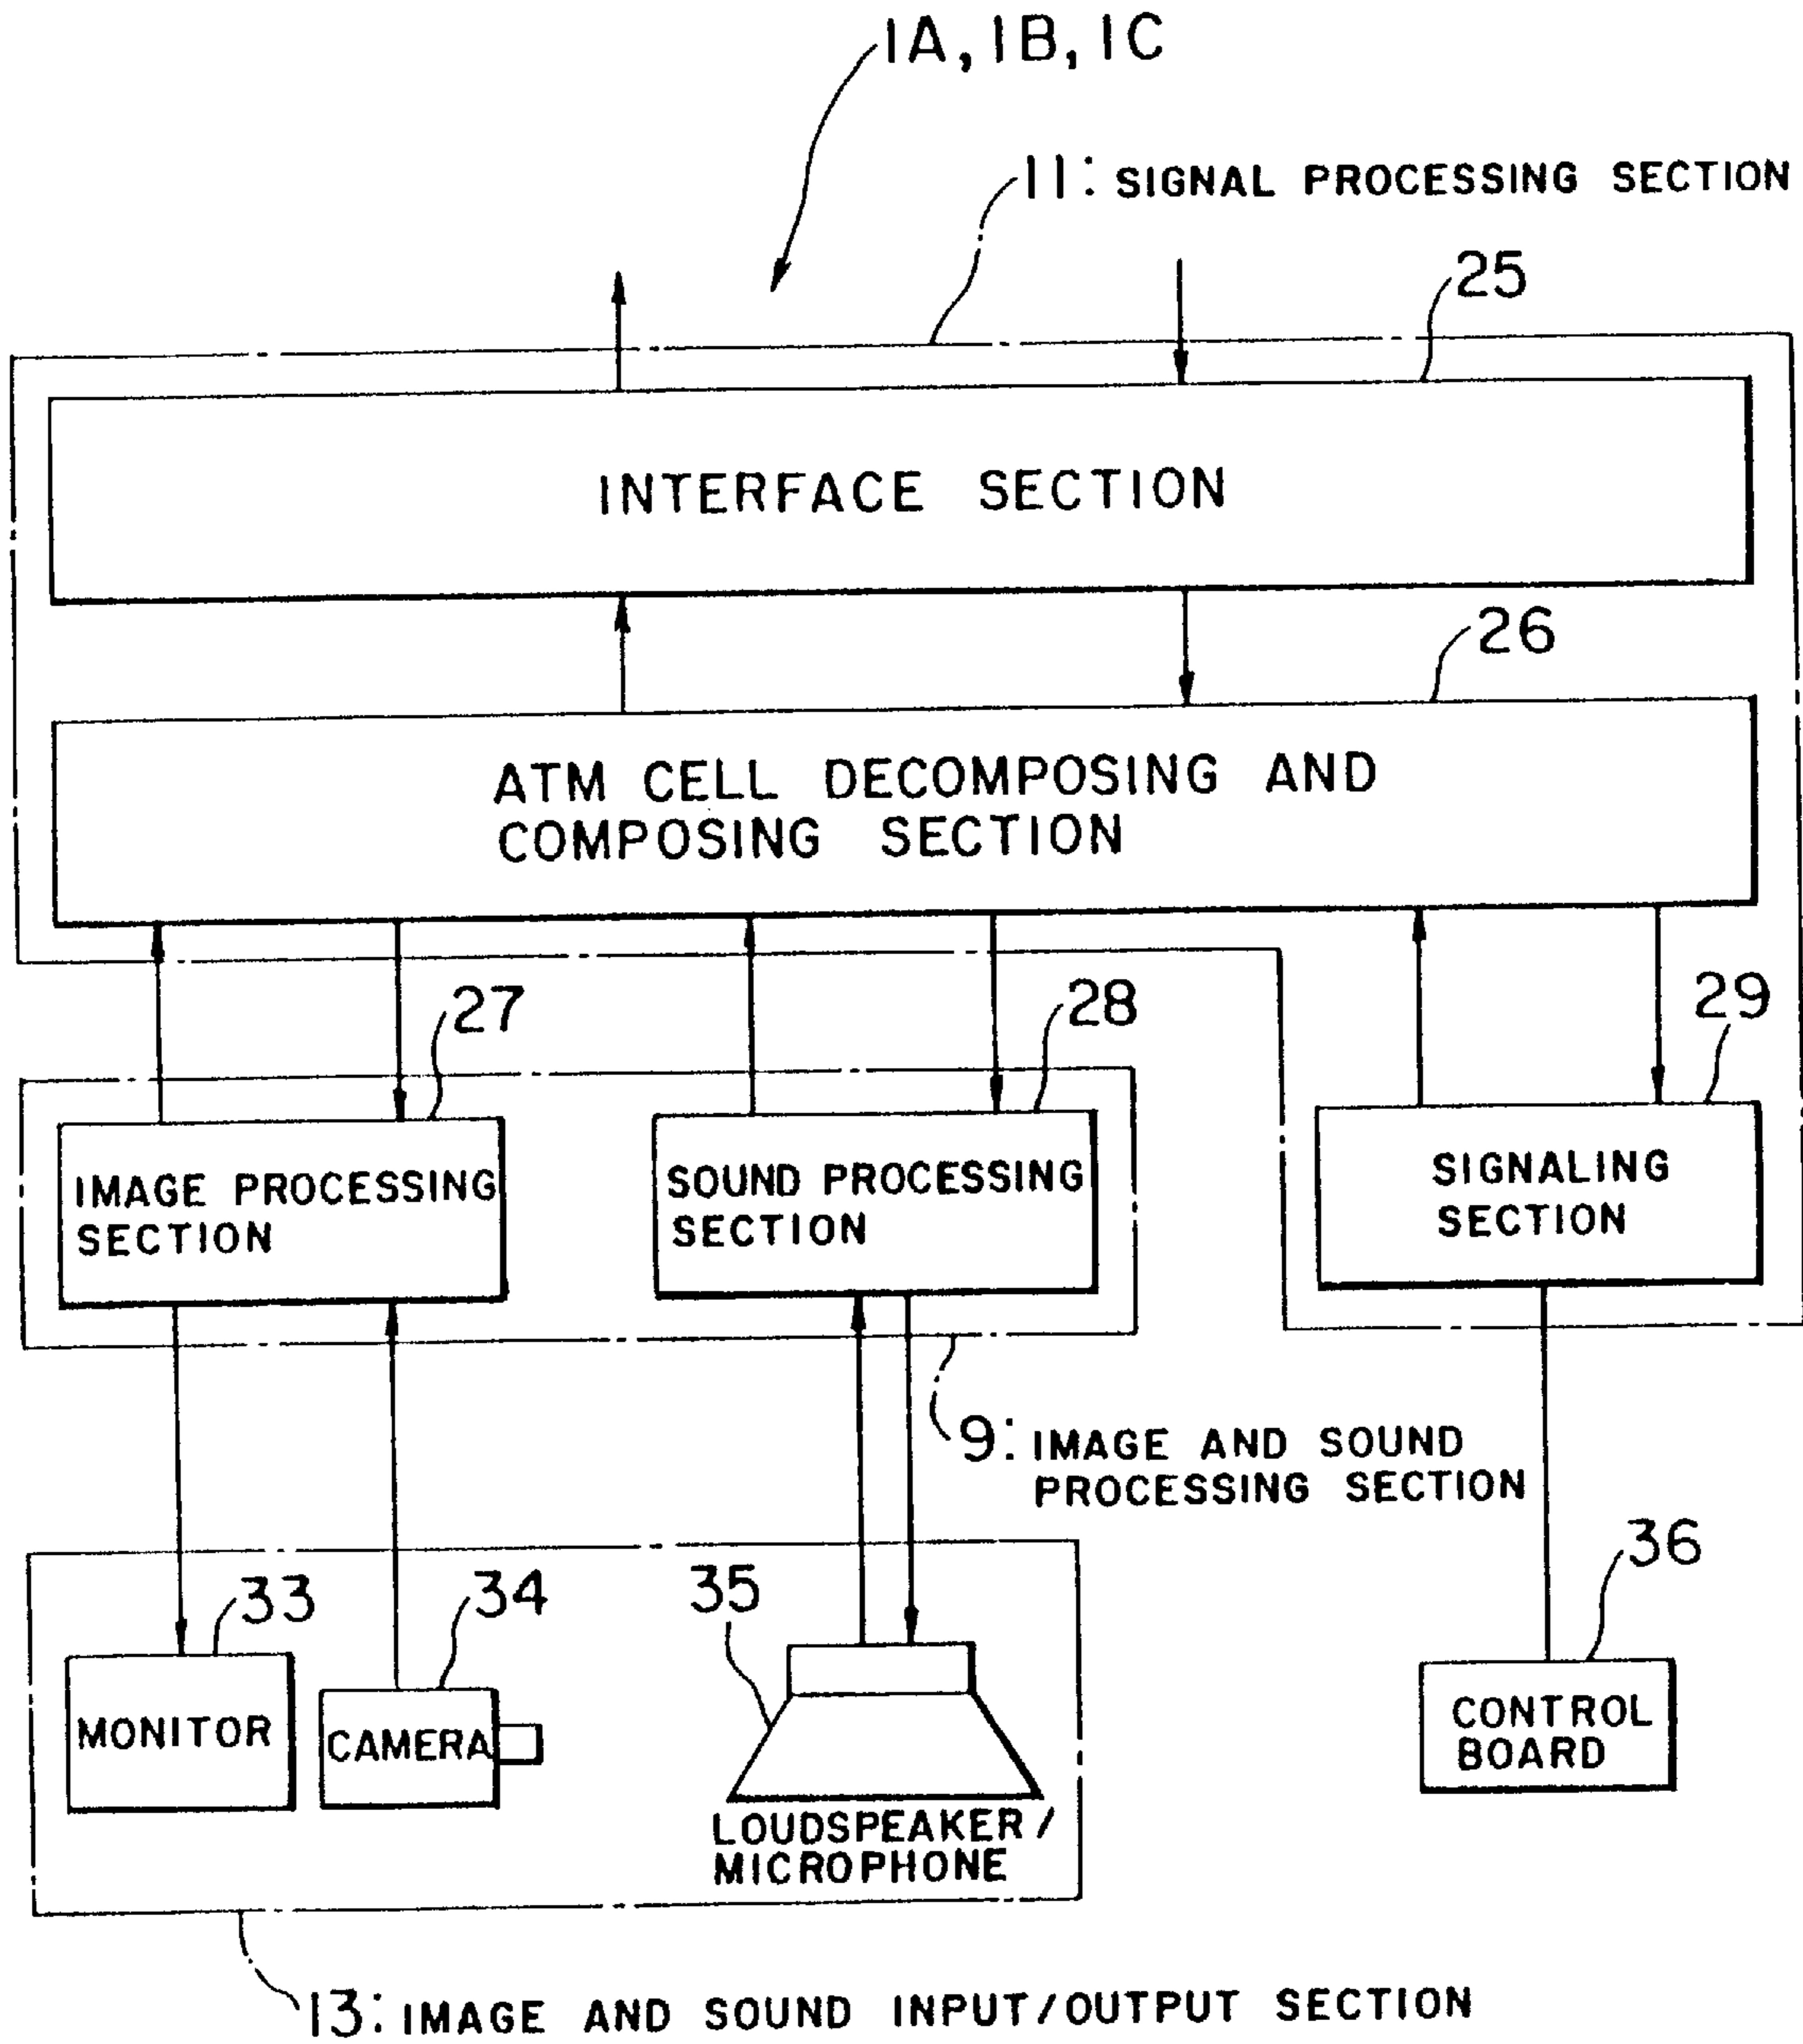 1A, 1B, 1C
11: SIGNAL PROCESSING SECTION
25
INTERFACE SECTION
26
ATM CELL DECOMPOSING AND
COMPOSING SECTION
27
28
29
IMAGE PROCESSING
SECTION
SOUND PROCESSING
SECTION
SIGNALING
SECTION
9: IMAGE AND SOUND
PROCESSING SECTION
33
34
35
36
MONITOR
CAMERA
CONTROL
BOARD
LOUDSPEAKER/
MICROPHONE
13: IMAGE AND SOUND INPUT/OUTPUT SECTION